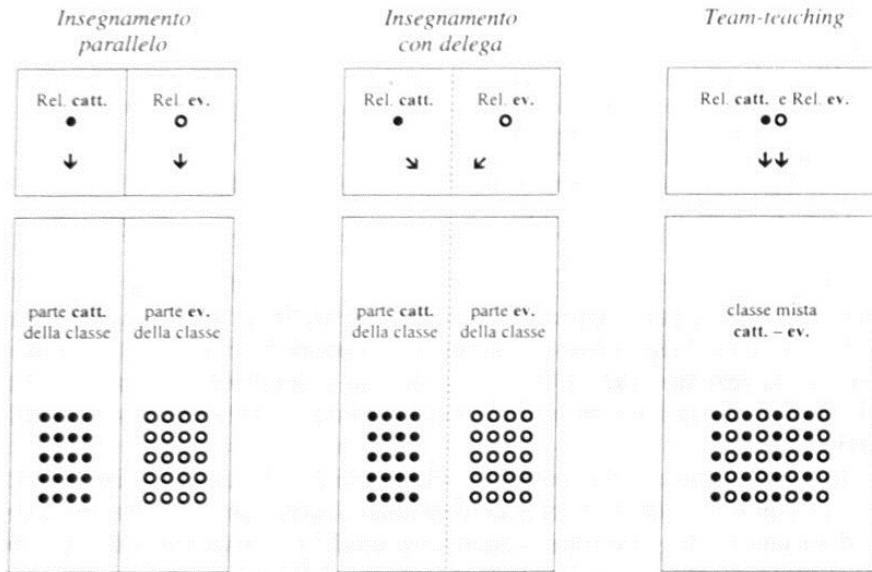 Insegnamento
parallelo
Rel. catt.
Rel. ev.
parte catt.
della classe
parte ev.
della classe
Insegnamento
con delega
Rel. catt.
Rel. ev.
parte catt.
della classe
parte ev.
della classe
Team-teaching
Rel. catt. e Rel. ev.
classe mista
catt. – ev.